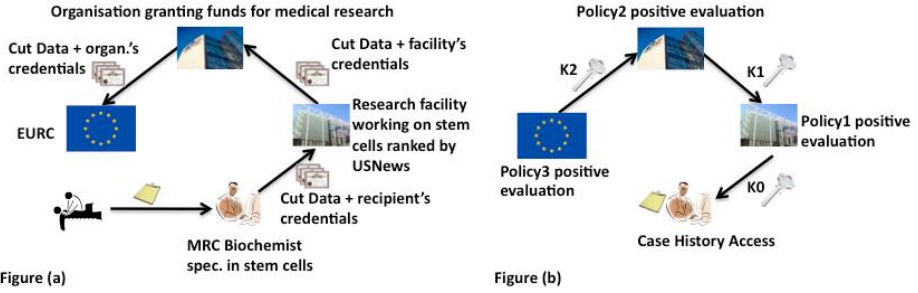 Organisation granting funds for medical research
Cut Data + organ.'s
credentials
Cut Data + facility's
credentials
EURC
Research facility
working on stem
cells ranked by
USNews
Cut Data + recipient's
credentials
MRC Biochemist
spec. in stem cells
Figure (a)
Policy2 positive evaluation
K2
K1
Policy1 positive
evaluation
Policy3 positive
evaluation
K0
Case History Access
Figure (b)